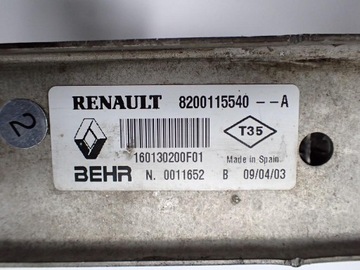 RENAULT 8200115540 --A
T35
160130200F01
Made in Spain
BEHR N. 0011652 B 09/04/03
2